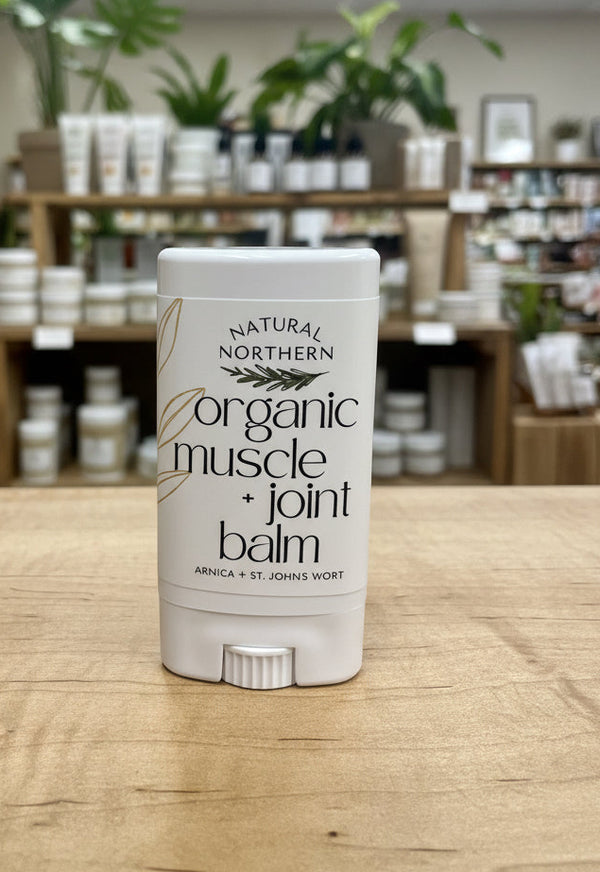 NATURAL
NORTHERN
organic
muscle
+ joint
balm
ARNICA + ST. JOHNS WORT